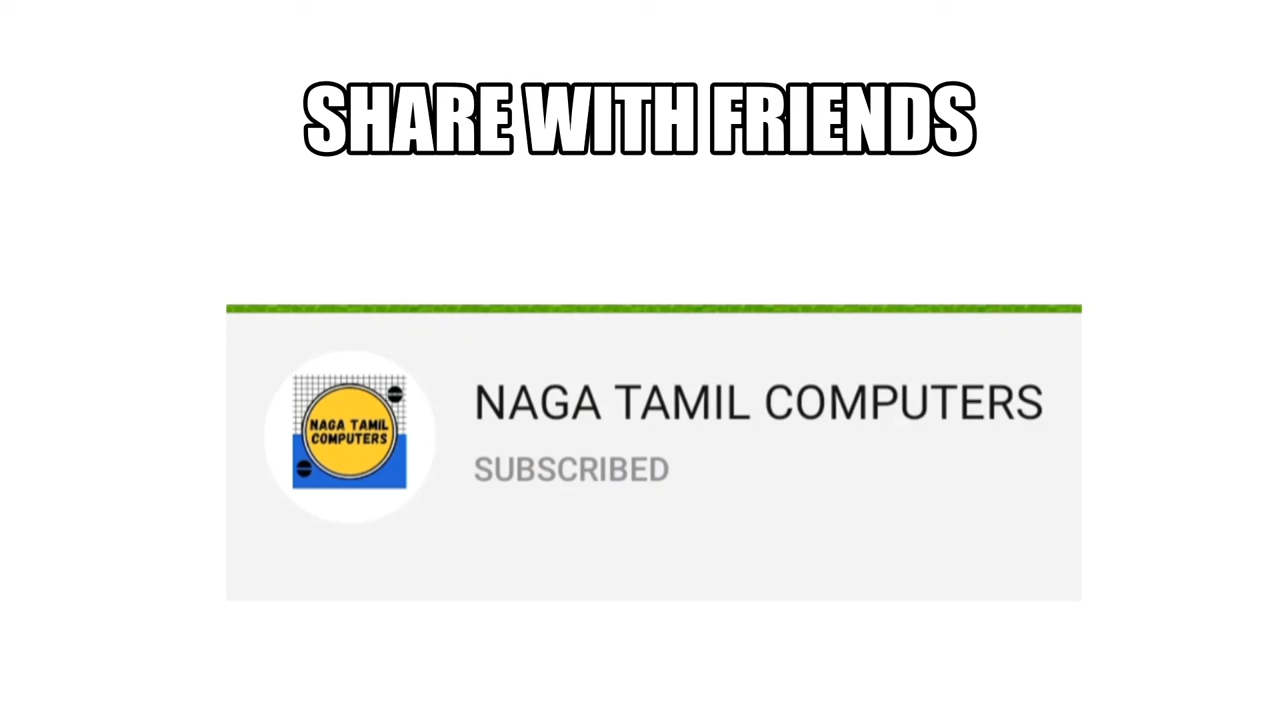 SHARE WITH FRIENDS
NAGA TAMIL
COMPUTERS
NAGA TAMIL COMPUTERS
SUBSCRIBED